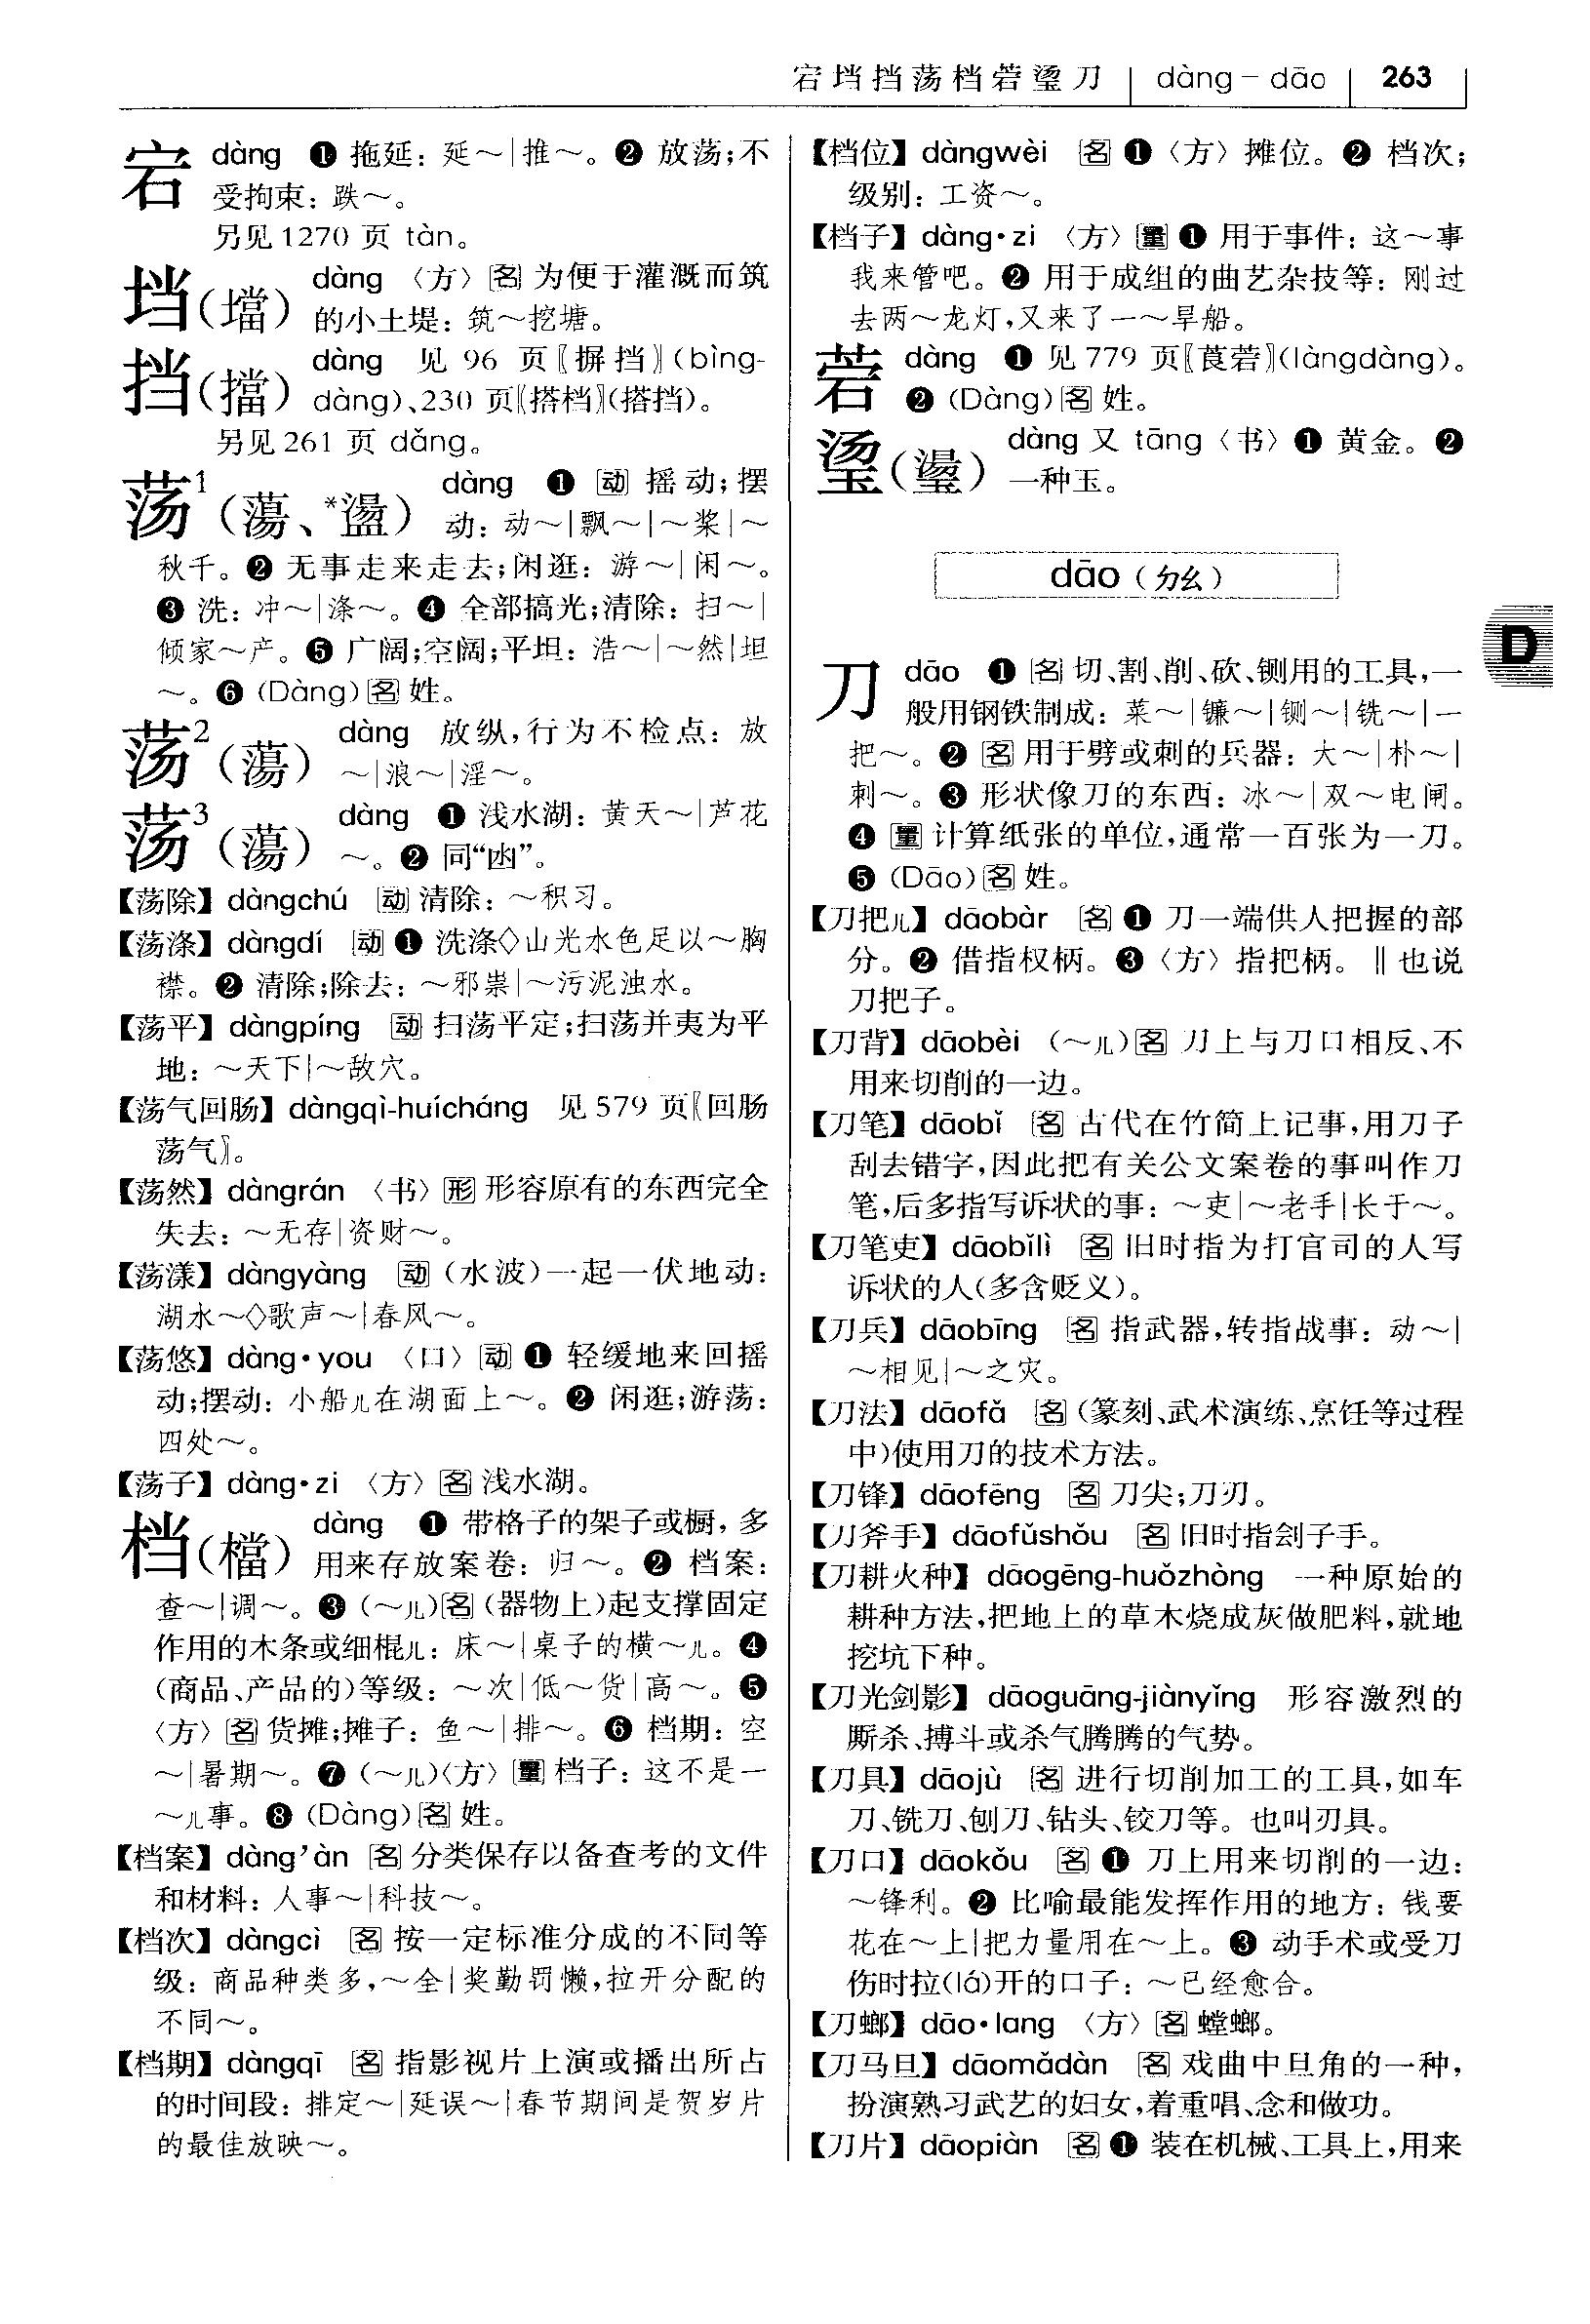 宕垱挡荡档菪璗刀 dàng－dāo 263
宕 dàng ❶ 拖延：延～|推～。❷ 放荡；不
受拘束：跌～。
另见1270 页 tàn。
垱(壋) dàng 〈方〉[名] 为便于灌溉而筑
的小土堤：筑～挖塘。
挡(擋) dàng 见 96 页〖摒挡〗(bìng-
dàng)、230 页〖搭档〗(搭挡)。
另见261 页 dǎng。
荡¹(蕩、*盪) dàng ❶ [动] 摇动；摆
动：动～|飘～|～桨|～
秋千。❷ 无事走来走去；闲逛：游～|闲～。
❸ 洗：冲～|涤～。❹ 全部搞光；清除：扫～|
倾家～产。❺ 广阔；空阔；平坦：浩～|～然|坦
～。❻ (Dàng)[名] 姓。
荡²(蕩) dàng 放纵，行为不检点：放
～|浪～|淫～。
荡³(蕩) dàng ❶ 浅水湖：黄天～|芦花
～。❷ 同“凼”。
【荡除】dàngchú [动] 清除：～积习。
【荡涤】dàngdí [动] ❶ 洗涤◇山光水色足以～胸
襟。❷ 清除；除去：～邪祟|～污泥浊水。
【荡平】dàngpíng [动] 扫荡平定；扫荡并夷为平
地：～天下|～敌穴。
【荡气回肠】dàngqì-huícháng 见579 页〖回肠
荡气〗。
【荡然】dàngrán 〈书〉[形] 形容原有的东西完全
失去：～无存|资财～。
【荡漾】dàngyàng [动] (水波)一起一伏地动：
湖水～◇歌声～|春风～。
【荡悠】dàng·you 〈口〉[动] ❶ 轻缓地来回摇
动；摆动：小船儿在湖面上～。❷ 闲逛；游荡：
四处～。
【荡子】dàng·zi 〈方〉[名] 浅水湖。
档(檔) dàng ❶ 带格子的架子或橱，多
用来存放案卷：归～。❷ 档案：
查～|调～。❸ (～儿)[名] (器物上)起支撑固定
作用的木条或细棍儿：床～|桌子的横～儿。❹
(商品、产品的)等级：～次|低～货|高～。❺
〈方〉[名] 货摊；摊子：鱼～|排～。❻ 档期：空
～|暑期～。❼ (～儿)〈方〉[量] 档子：这不是一
～儿事。❽ (Dàng)[名] 姓。
【档案】dàng’àn [名] 分类保存以备查考的文件
和材料：人事～|科技～。
【档次】dàngcì [名] 按一定标准分成的不同等
级：商品种类多，～全|奖勤罚懒，拉开分配的
不同～。
【档期】dàngqī [名] 指影视片上演或播出所占
的时间段：排定～|延误～|春节期间是贺岁片
的最佳放映～。
【档位】dàngwèi [名] ❶〈方〉摊位。❷ 档次；
级别：工资～。
【档子】dàng·zi 〈方〉[量] ❶ 用于事件：这～事
我来管吧。❷ 用于成组的曲艺杂技等：刚过
去两～龙灯，又来了一～旱船。
菪 dàng ❶ 见779 页〖莨菪〗(làngdàng)。
❷ (Dàng)[名] 姓。
璗(璗) dàng 又 tāng〈书〉❶ 黄金。❷
一种玉。
dāo（ㄉㄠ）
D
刀 dāo ❶ [名] 切、割、削、砍、铡用的工具，一
般用钢铁制成：菜～|镰～|铡～|铣～|一
把～。❷ [名] 用于劈或刺的兵器：大～|朴～|
刺～。❸ 形状像刀的东西：冰～|双～电闸。
❹ [量] 计算纸张的单位，通常一百张为一刀。
❺ (Dāo)[名] 姓。
【刀把儿】dāobàr [名] ❶ 刀一端供人把握的部
分。❷ 借指权柄。❸〈方〉指把柄。‖也说
刀把子。
【刀背】dāobèi (～儿)[名] 刀上与刀口相反、不
用来切削的一边。
【刀笔】dāobǐ [名] 古代在竹简上记事，用刀子
刮去错字，因此把有关公文案卷的事叫作刀
笔，后多指写诉状的事：～吏|～老手|长于～。
【刀笔吏】dāobǐlì [名] 旧时指为打官司的人写
诉状的人(多含贬义)。
【刀兵】dāobīng [名] 指武器，转指战事：动～|
～相见|～之灾。
【刀法】dāofǎ [名] (篆刻、武术演练、烹饪等过程
中)使用刀的技术方法。
【刀锋】dāofēng [名] 刀尖；刀刃。
【刀斧手】dāofǔshǒu [名] 旧时指刽子手。
【刀耕火种】dāogēng-huǒzhòng 一种原始的
耕种方法，把地上的草木烧成灰做肥料，就地
挖坑下种。
【刀光剑影】dāoguāng-jiànyǐng 形容激烈的
厮杀、搏斗或杀气腾腾的气势。
【刀具】dāojù [名] 进行切削加工的工具，如车
刀、铣刀、刨刀、钻头、铰刀等。也叫刃具。
【刀口】dāokǒu [名] ❶ 刀上用来切削的一边：
～锋利。❷ 比喻最能发挥作用的地方：钱要
花在～上|把力量用在～上。❸ 动手术或受刀
伤时拉(lá)开的口子：～已经愈合。
【刀螂】dāo·lang 〈方〉[名] 螳螂。
【刀马旦】dāomǎdàn [名] 戏曲中旦角的一种，
扮演熟习武艺的妇女，着重唱、念和做功。
【刀片】dāopiàn [名] ❶ 装在机械、工具上，用来